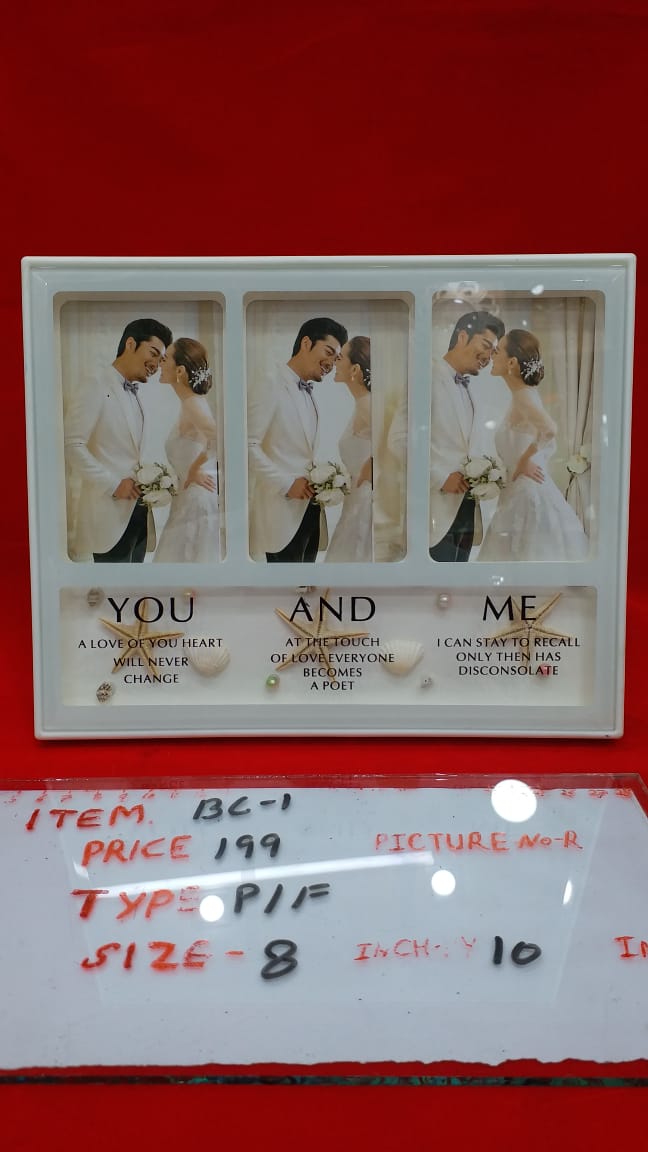 YOU AND ME
A LOVE OF YOU HEART
WILL NEVER
CHANGE
AT THE TOUCH
OF LOVE EVERYONE
BECOMES
A POET
I CAN STAY TO RECALL
ONLY THEN HAS
DISCONSOLATE
ITEM. BC-1
PRICE 199 PICTURE No-R
TYPE P/F
SIZE - 8 INCH 10